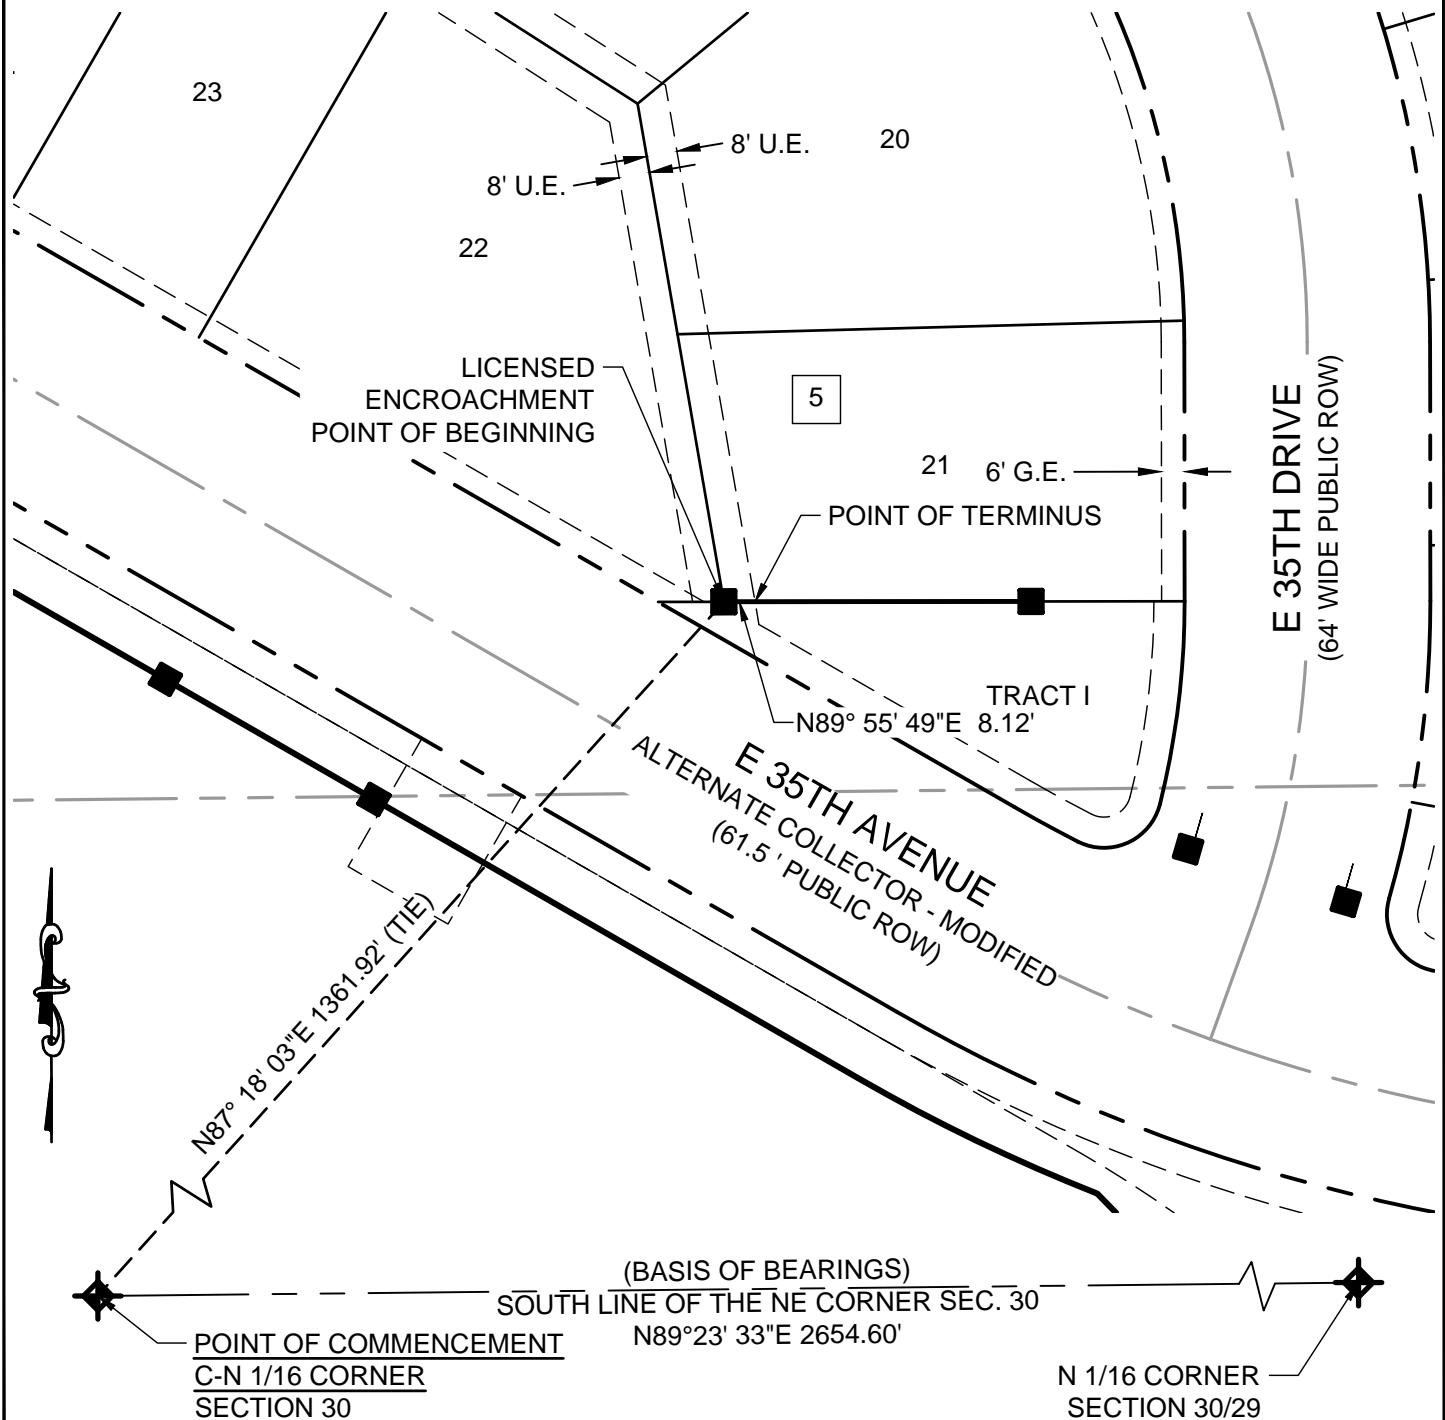 23
8' U.E.
20
8' U.E.
22
LICENSED
ENCROACHMENT
POINT OF BEGINNING
5
21
6' G.E.
POINT OF TERMINUS
E 35TH DRIVE
(64' WIDE PUBLIC ROW)
TRACT I
N89° 55' 49"E 8.12'
E 35TH AVENUE
ALTERNATE COLLECTOR - MODIFIED
(61.5 ' PUBLIC ROW)
N87° 18' 03"E 1361.92' (TIE)
(BASIS OF BEARINGS)
SOUTH LINE OF THE NE CORNER SEC. 30
N89°23' 33"E 2654.60'
POINT OF COMMENCEMENT
C-N 1/16 CORNER
SECTION 30
N 1/16 CORNER
SECTION 30/29